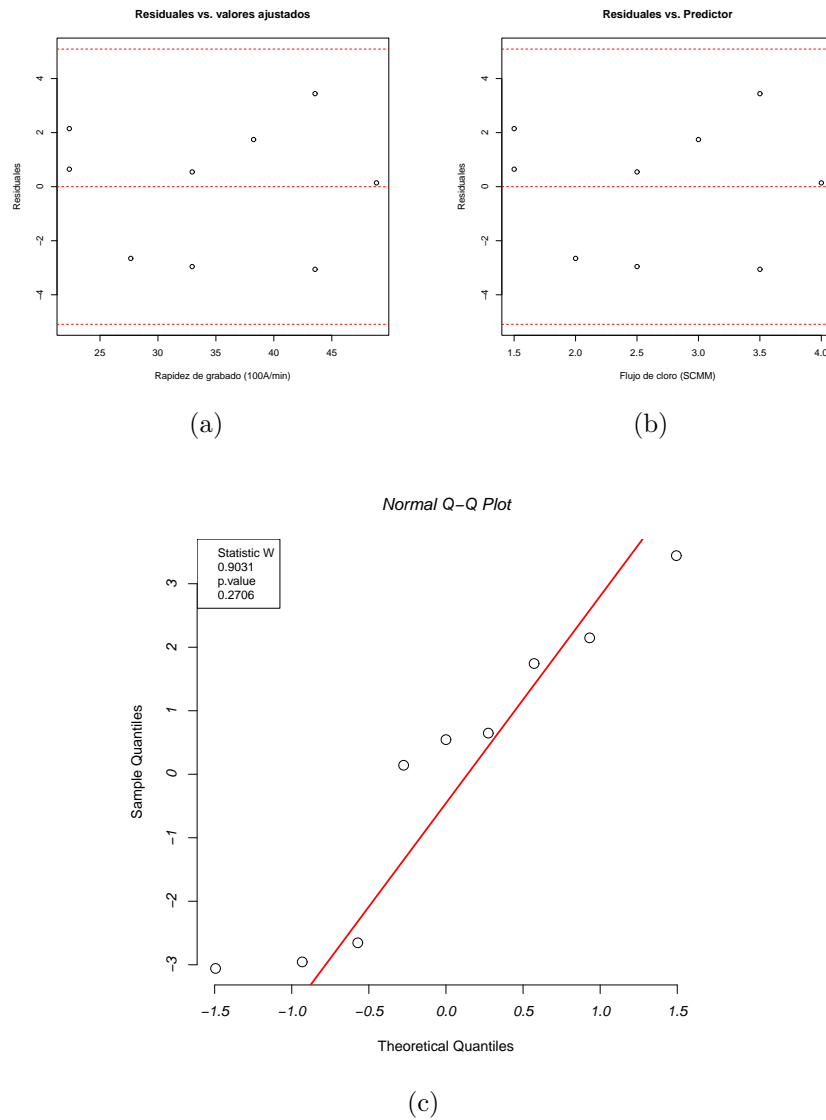 Residuales vs. valores ajustados
Residuales
4
2
0
−2
−4
25 30 35 40 45
Rapidez de grabado (100A/min)
(a)
Residuales vs. Predictor
Residuales
4
2
0
−2
−4
1.5 2.0 2.5 3.0 3.5 4.0
Flujo de cloro (SCMM)
(b)
Normal Q−Q Plot
Statistic W
0.9031
p.value
0.2706
Sample Quantiles
3
2
1
0
−1
−2
−3
−1.5 −1.0 −0.5 0.0 0.5 1.0 1.5
Theoretical Quantiles
(c)